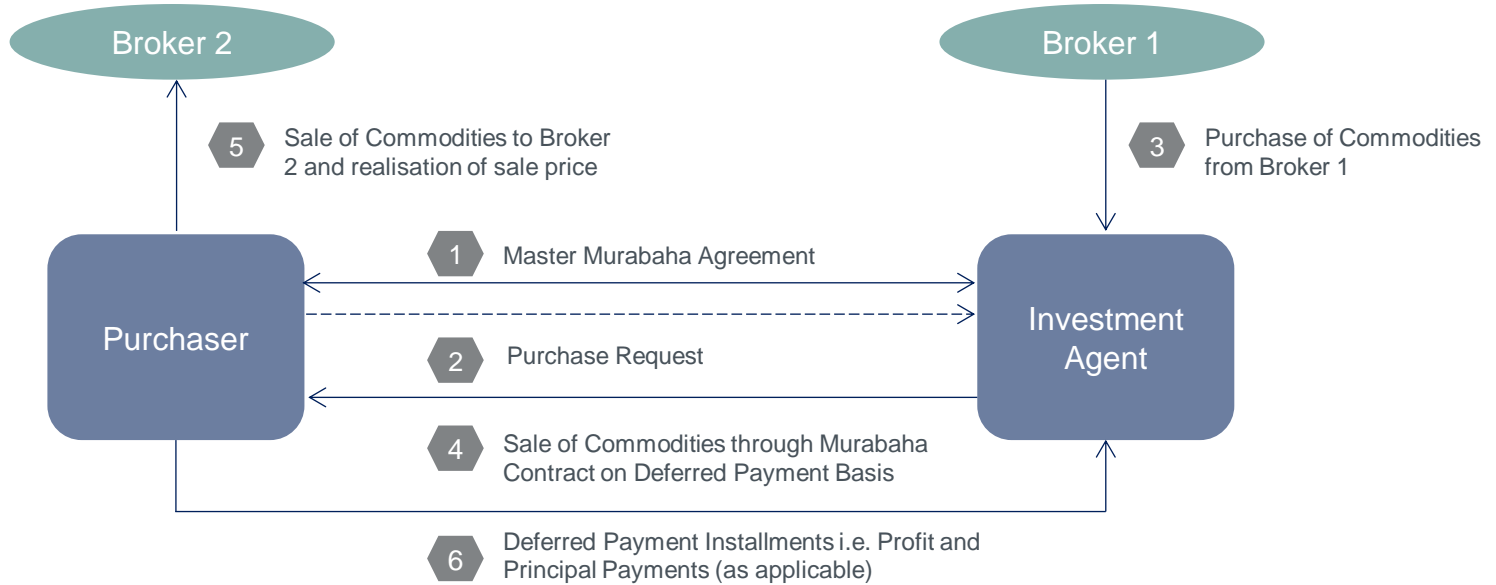 Broker 2
Broker 1
5
Sale of Commodities to Broker
2 and realisation of sale price
3
Purchase of Commodities
from Broker 1
1
Master Murabaha Agreement
Purchaser
Investment
Agent
2
Purchase Request
4
Sale of Commodities through Murabaha
Contract on Deferred Payment Basis
6
Deferred Payment Installments i.e. Profit and
Principal Payments (as applicable)